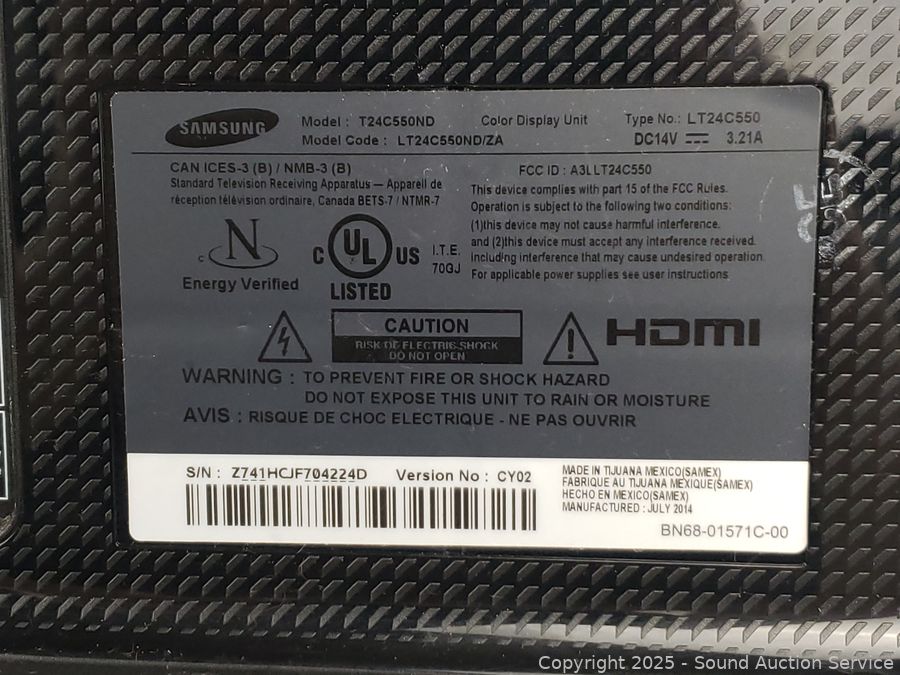 SAMSUNG
Model : T24C550ND
Color Display Unit
Type No.: LT24C550
Model Code : LT24C550ND/ZA
DC14V 3.21A
CAN ICES-3 (B) / NMB-3 (B)
Standard Television Receiving Apparatus — Appareil de
réception télévision ordinaire, Canada BETS-7 / NTMR-7
FCC ID : A3LLT24C550
This device complies with part 15 of the FCC Rules.
Operation is subject to the following two conditions:
(1)this device may not cause harmful interference,
and (2)this device must accept any interference received,
including interference that may cause undesired operation.
For applicable power supplies see user instructions
c N
Energy Verified
C UL US
LISTED
I.T.E.
70GJ
CAUTION
RISK OF ELECTRIC SHOCK
DO NOT OPEN
HDMI
WARNING : TO PREVENT FIRE OR SHOCK HAZARD
DO NOT EXPOSE THIS UNIT TO RAIN OR MOISTURE
AVIS : RISQUE DE CHOC ELECTRIQUE - NE PAS OUVRIR
S/N : Z741HCJF704224D
Version No : CY02
MADE IN TIJUANA MEXICO(SAMEX)
FABRIQUE AU TIJUANA MEXIQUE(SAMEX)
HECHO EN MEXICO(SAMEX)
MANUFACTURED : JULY 2014
BN68-01571C-00
Copyright 2025 - Sound Auction Service